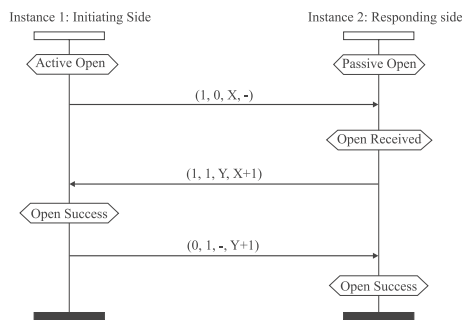 Instance 1: Initiating Side
Instance 2: Responding side
Active Open
Passive Open
(1, 0, X, -)
Open Received
(1, 1, Y, X+1)
Open Success
(0, 1, -, Y+1)
Open Success